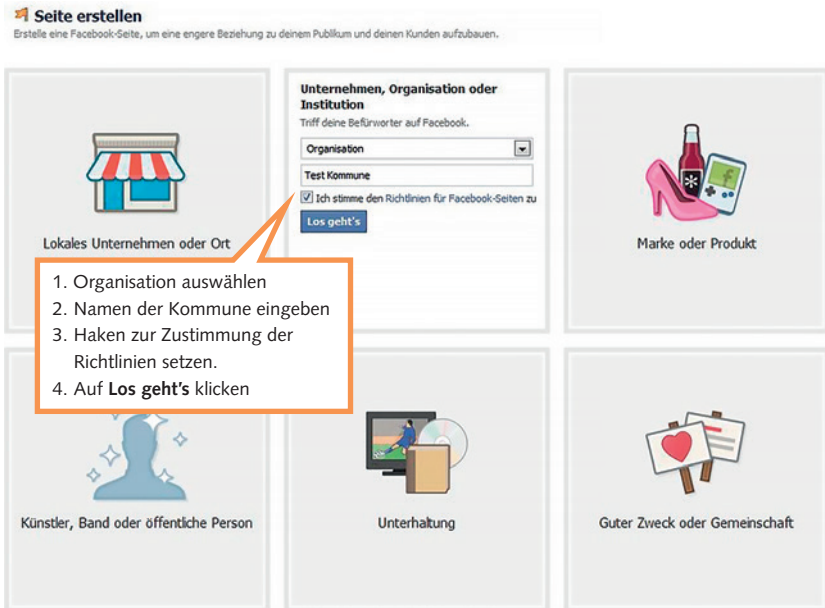 Seite erstellen
Erstelle eine Facebook-Seite, um eine engere Beziehung zu deinem Publikum und deinen Kunden aufzubauen.
Lokales Unternehmen oder Ort
Unternehmen, Organisation oder
Institution
Triff deine Befürworter auf Facebook.
Organisation
Test Kommune
Ich stimme den Richtlinien für Facebook-Seiten zu
Los geht's
Marke oder Produkt
1. Organisation auswählen
2. Namen der Kommune eingeben
3. Haken zur Zustimmung der
Richtlinien setzen.
4. Auf Los geht's klicken
Künstler, Band oder öffentliche Person
Unterhaltung
Guter Zweck oder Gemeinschaft